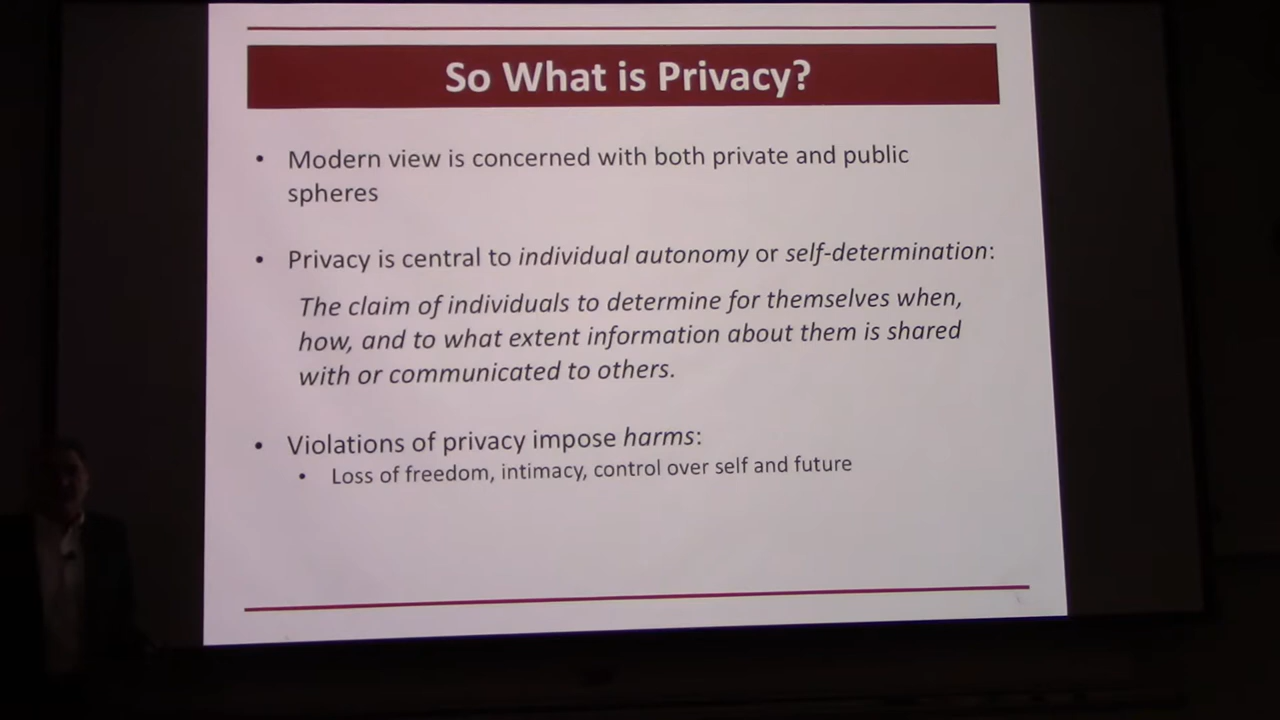 So What is Privacy?
• Modern view is concerned with both private and public
spheres
• Privacy is central to individual autonomy or self-determination:
The claim of individuals to determine for themselves when,
how, and to what extent information about them is shared
with or communicated to others.
• Violations of privacy impose harms:
• Loss of freedom, intimacy, control over self and future